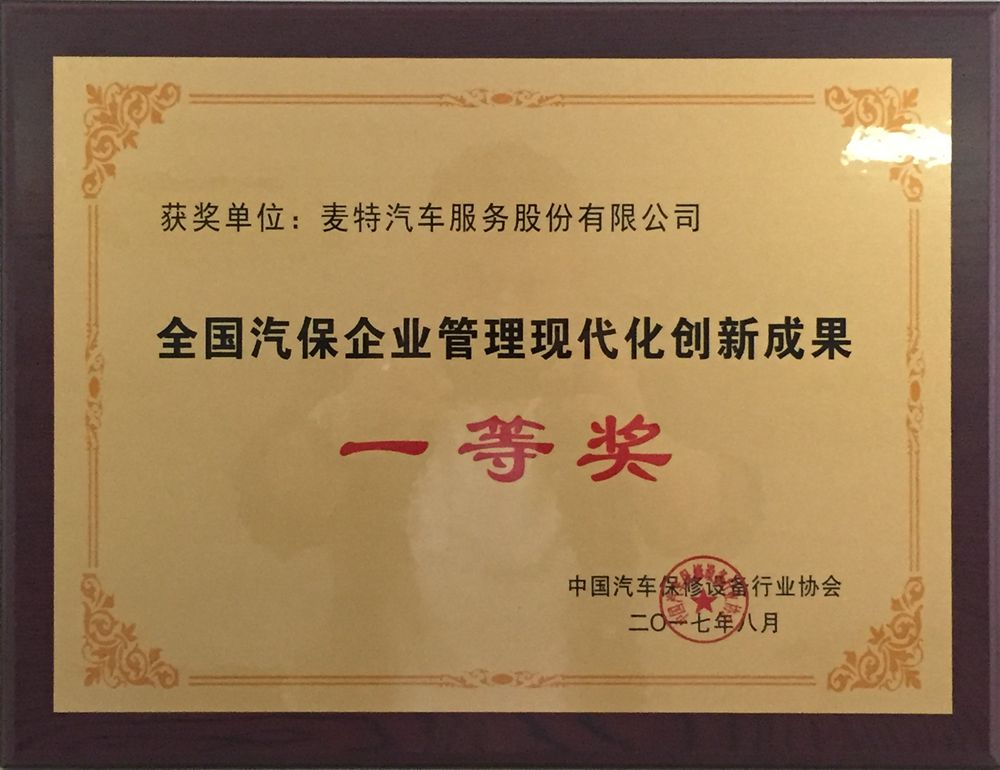 获奖单位：麦特汽车服务股份有限公司
全国汽保企业管理现代化创新成果
一等奖
中国汽车保修设备行业协会
二〇一七年八月